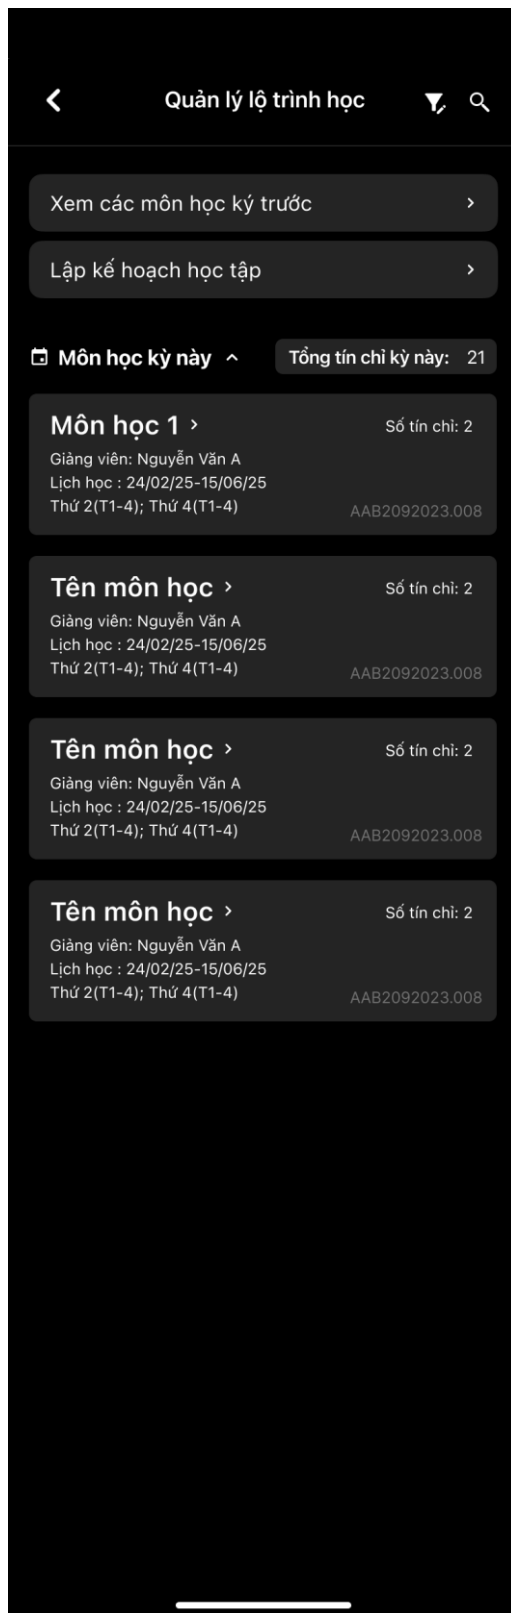 Quản lý lộ trình học
Xem các môn học ký trước
Lập kế hoạch học tập
Môn học kỳ này
Tổng tín chỉ kỳ này: 21
Môn học 1
Số tín chỉ: 2
Giảng viên: Nguyễn Văn A
Lịch học : 24/02/25-15/06/25
Thứ 2(T1-4); Thứ 4(T1-4)
AAB2092023.008
Tên môn học
Số tín chỉ: 2
Giảng viên: Nguyễn Văn A
Lịch học : 24/02/25-15/06/25
Thứ 2(T1-4); Thứ 4(T1-4)
AAB2092023.008
Tên môn học
Số tín chỉ: 2
Giảng viên: Nguyễn Văn A
Lịch học : 24/02/25-15/06/25
Thứ 2(T1-4); Thứ 4(T1-4)
AAB2092023.008
Tên môn học
Số tín chỉ: 2
Giảng viên: Nguyễn Văn A
Lịch học : 24/02/25-15/06/25
Thứ 2(T1-4); Thứ 4(T1-4)
AAB2092023.008